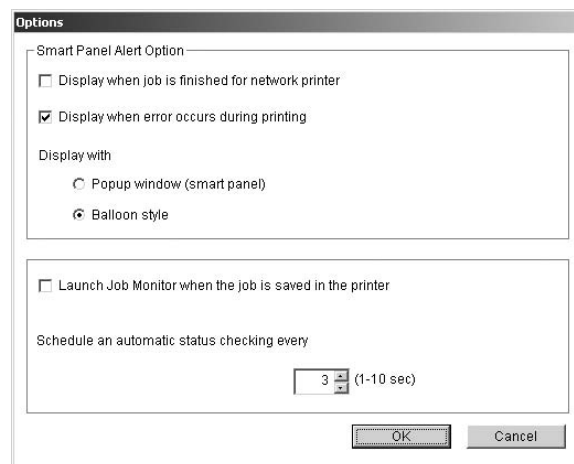 Options
Smart Panel Alert Option
Display when job is finished for network printer
Display when error occurs during printing
Display with
Popup window (smart panel)
Balloon style
Launch Job Monitor when the job is saved in the printer
Schedule an automatic status checking every
3 (1-10 sec)
OK Cancel